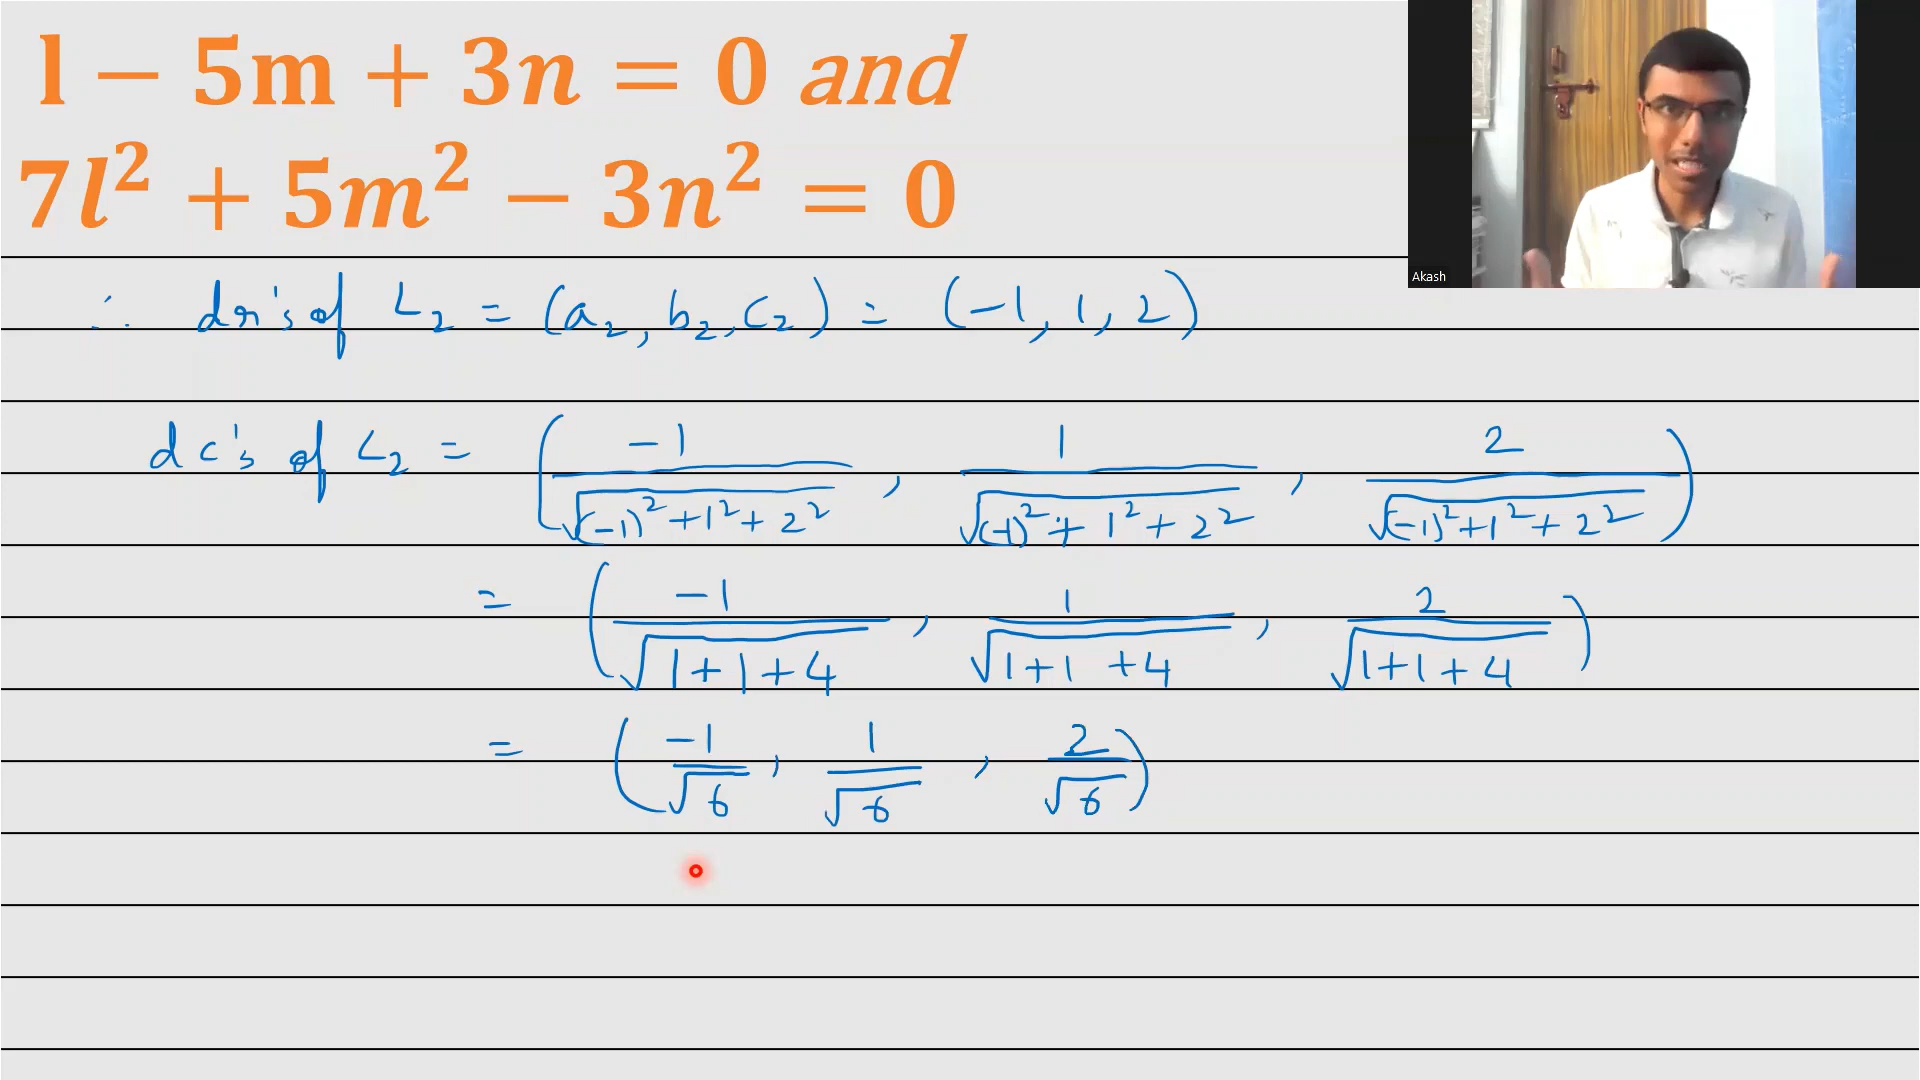 l − 5m + 3n = 0 and
7l² + 5m² − 3n² = 0
Akash
∴ dr's of L₂ = (a₂, b₂, c₂) = (-1, 1, 2)
dc's of L₂ = (-1/√((-1)²+1²+2²), 1/√((-1)²+1²+2²), 2/√((-1)²+1²+2²))
= (-1/√(1+1+4), 1/√(1+1+4), 2/√(1+1+4))
= (-1/√6, 1/√6, 2/√6)